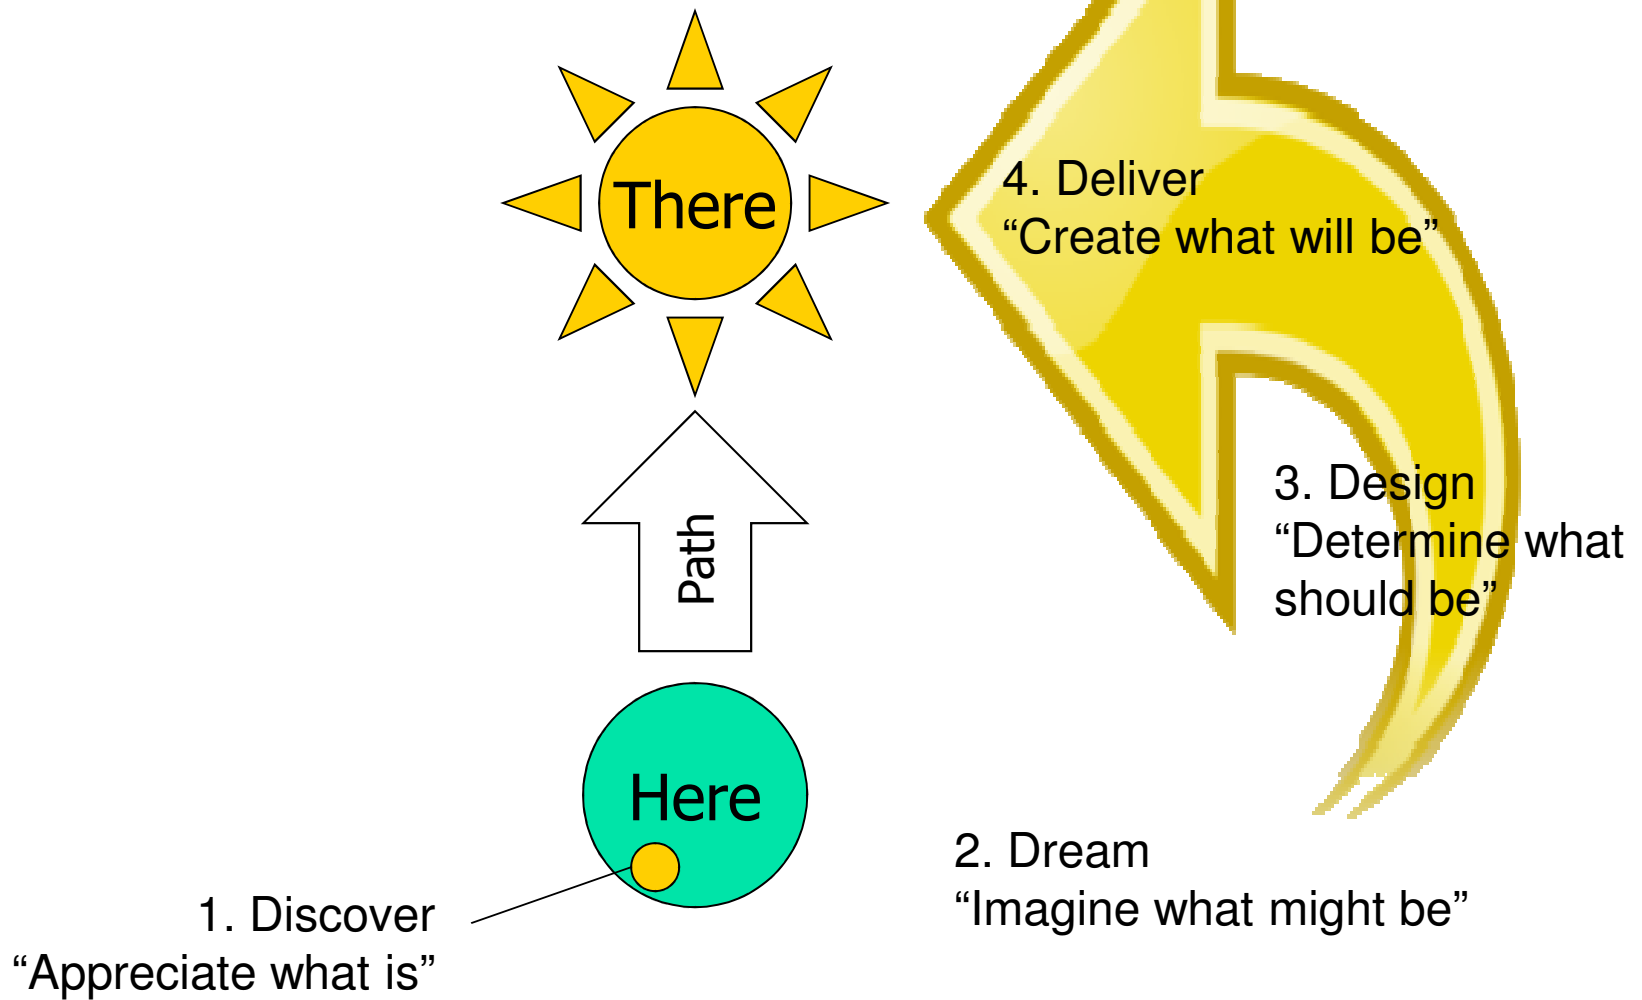 There
4. Deliver
“Create what will be”
Path
3. Design
“Determine what
should be”
Here
2. Dream
“Imagine what might be”
1. Discover
“Appreciate what is”